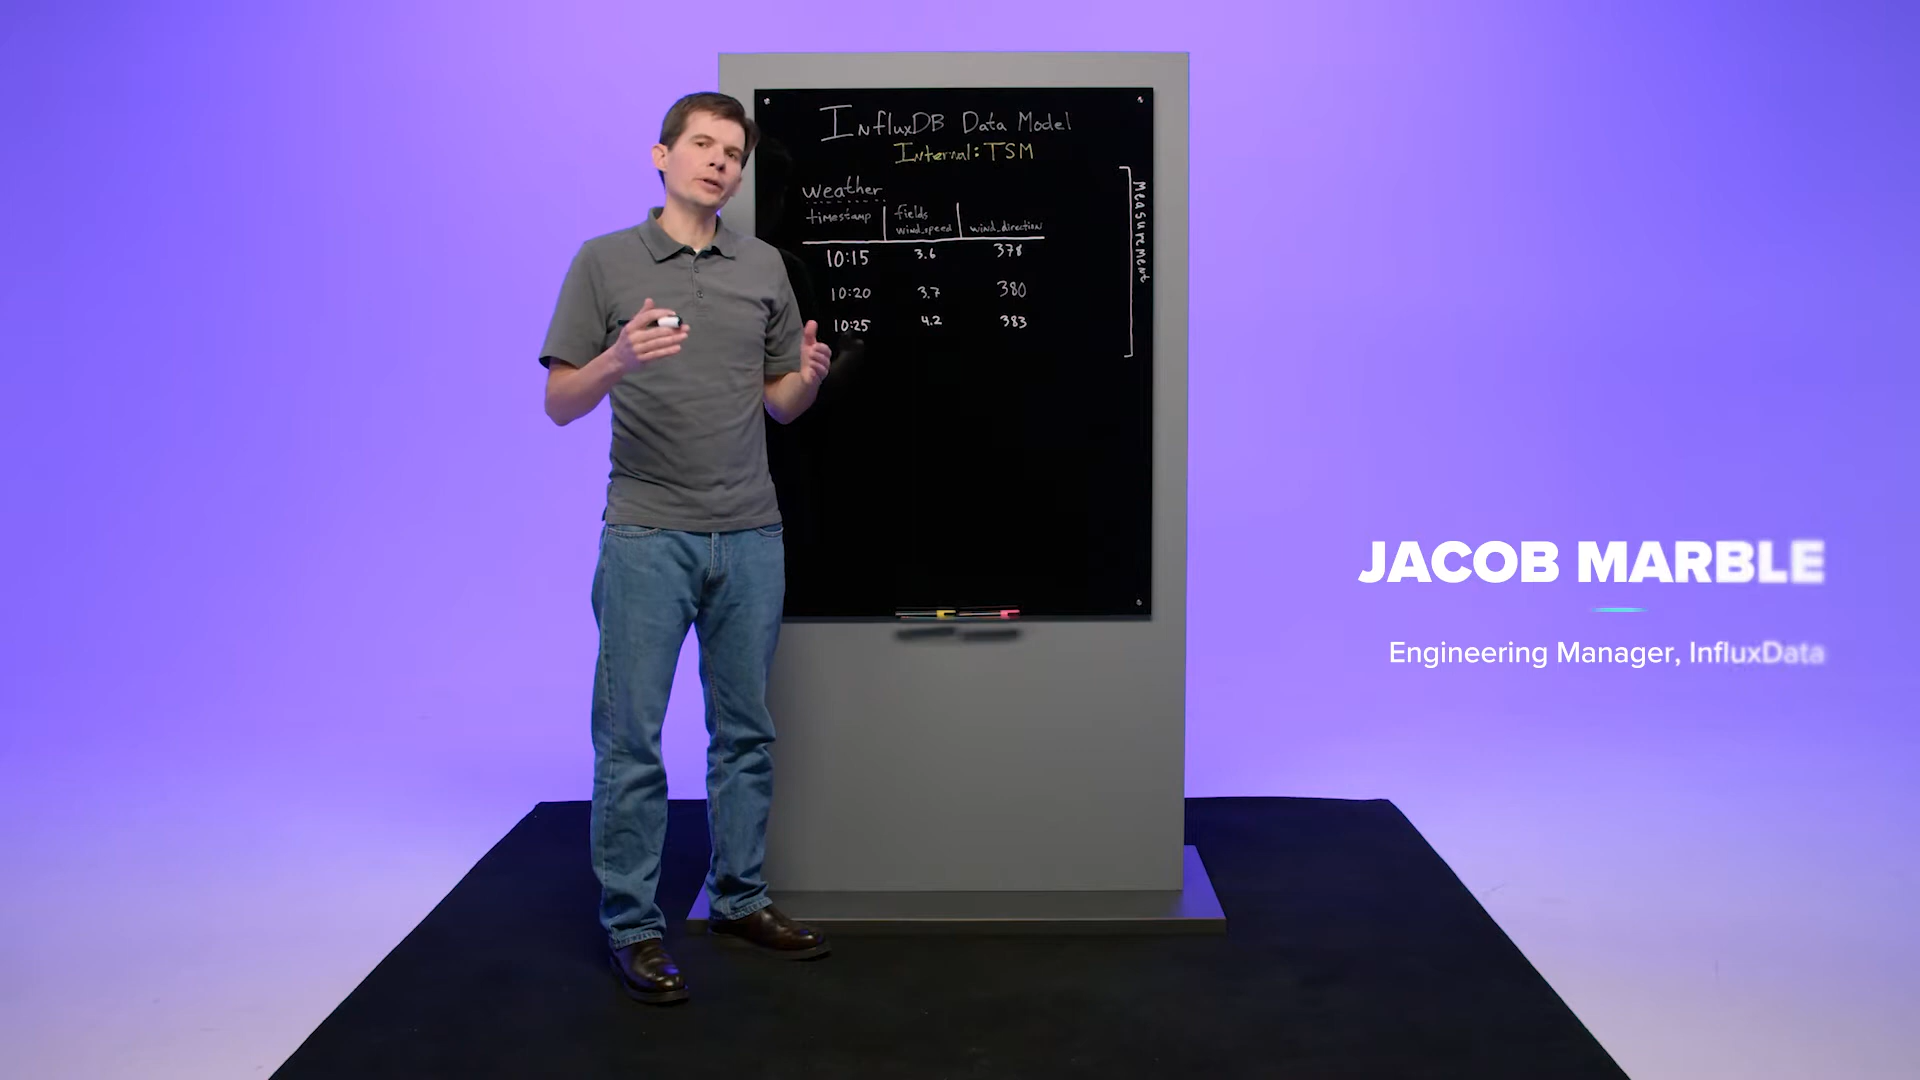 InfluxDB Data Model
Internal: TSM
weather
timestamp
fields
wind_speed
wind_direction
10:15 3.6 378
10:20 3.7 380
10:25 4.2 383
Measurement
JACOB MARBLE
Engineering Manager, InfluxData